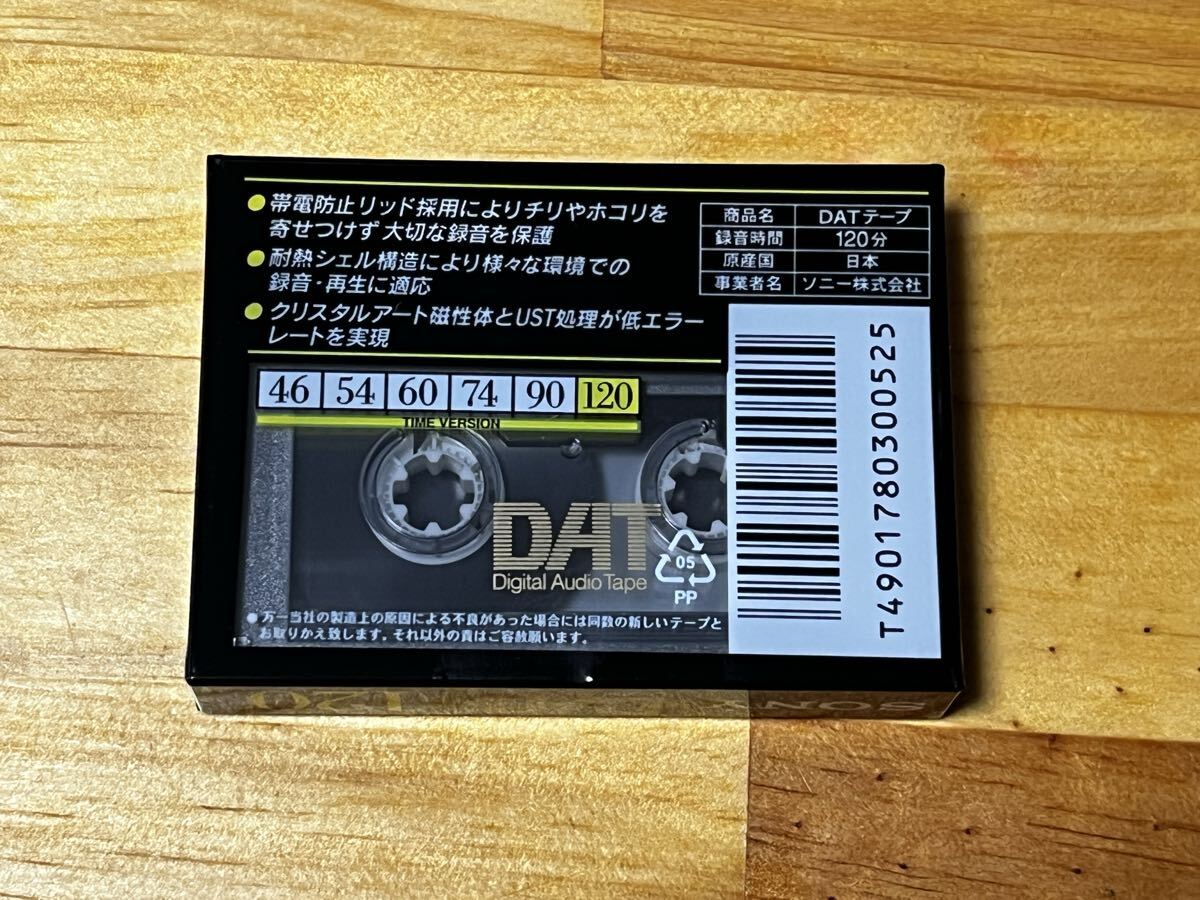 ●帯電防止リッド採用によりチリやホコリを
寄せつけず大切な録音を保護
●耐熱シェル構造により様々な環境での
録音・再生に適応
●クリスタルアート磁性体とUST処理が低エラー
レートを実現
商品名 DATテープ
録音時間 120分
原産国 日本
事業者名 ソニー株式会社
46 54 60 74 90 120
TIME VERSION
DAT
Digital Audio Tape
05
PP
●万一当社の製造上の原因による不良があった場合には同数の新しいテープと
お取りかえ致します。それ以外の責はご容赦願います。
T4901780300525
120
SONY